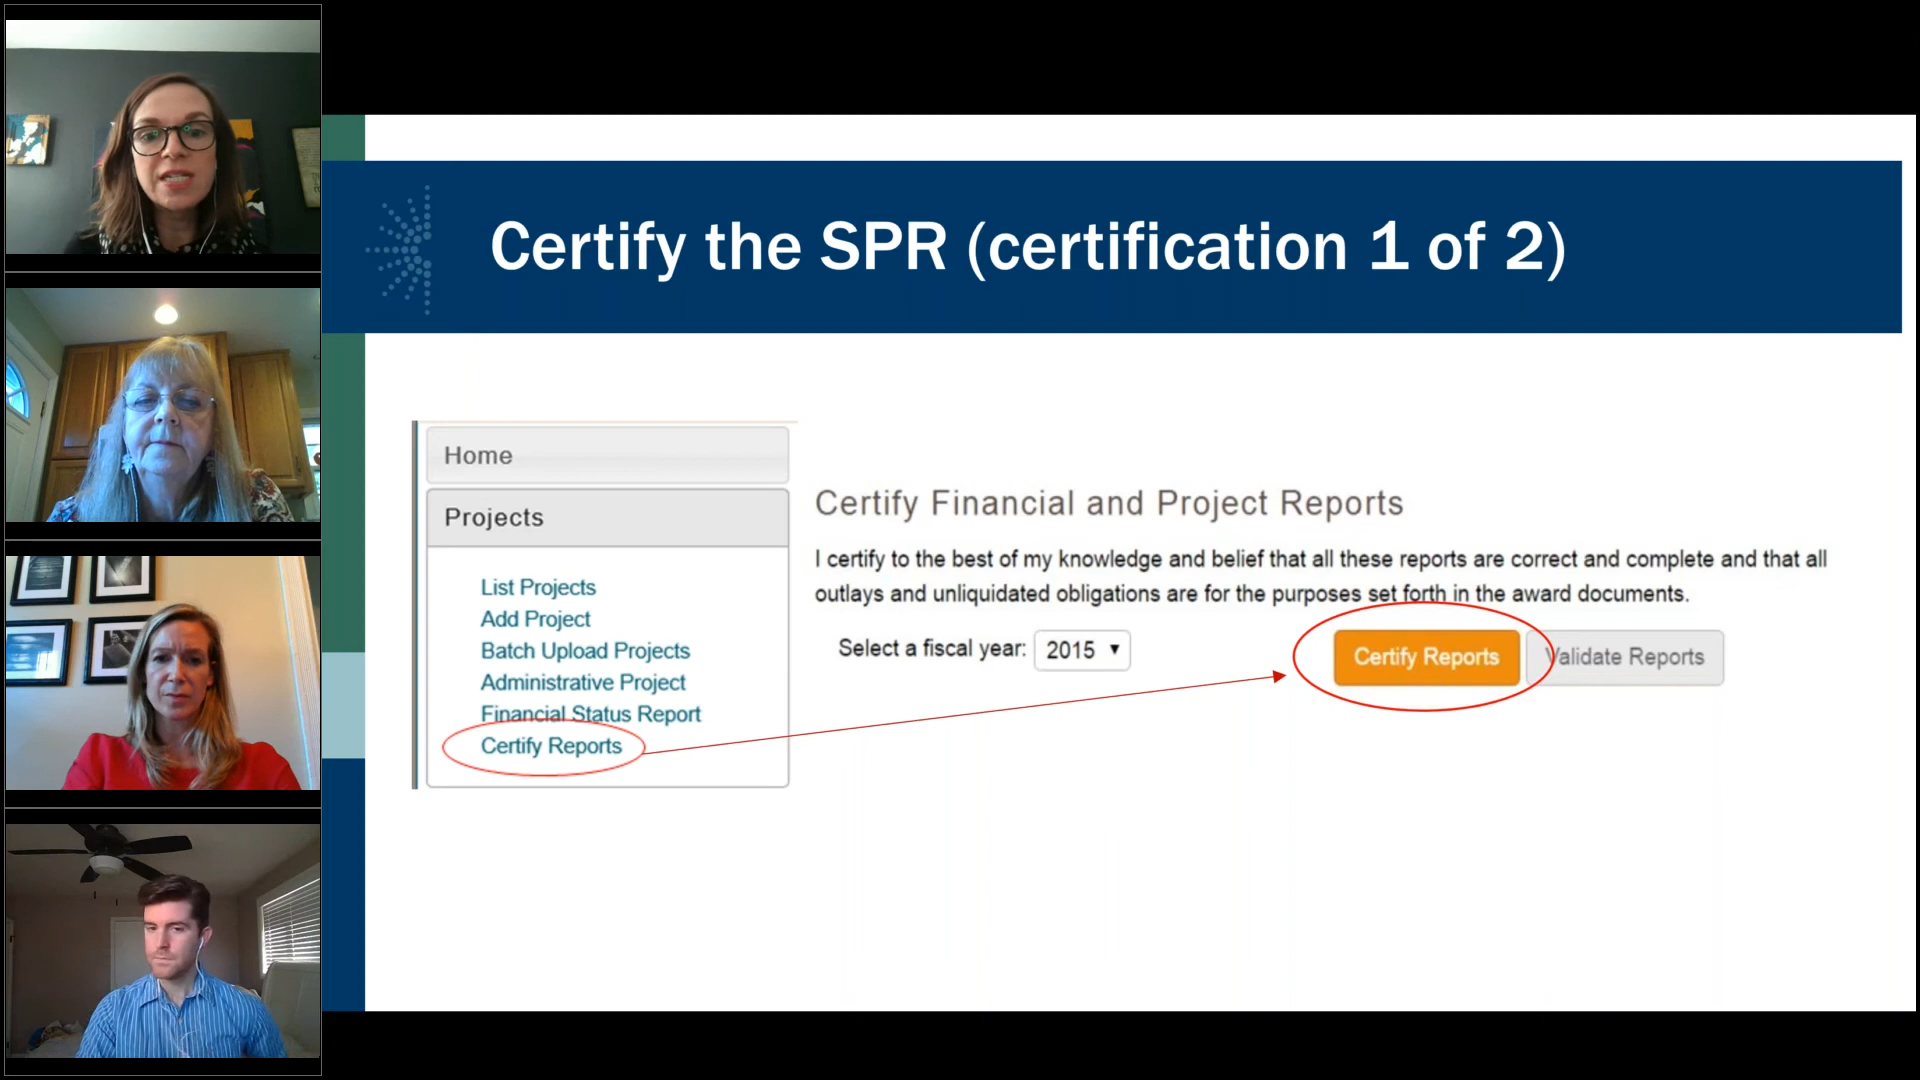 Certify the SPR (certification 1 of 2)
Home
Projects
List Projects
Add Project
Batch Upload Projects
Administrative Project
Financial Status Report
Certify Reports
Certify Financial and Project Reports
I certify to the best of my knowledge and belief that all these reports are correct and complete and that all
outlays and unliquidated obligations are for the purposes set forth in the award documents.
Select a fiscal year: 2015 ▼
Certify Reports
Validate Reports